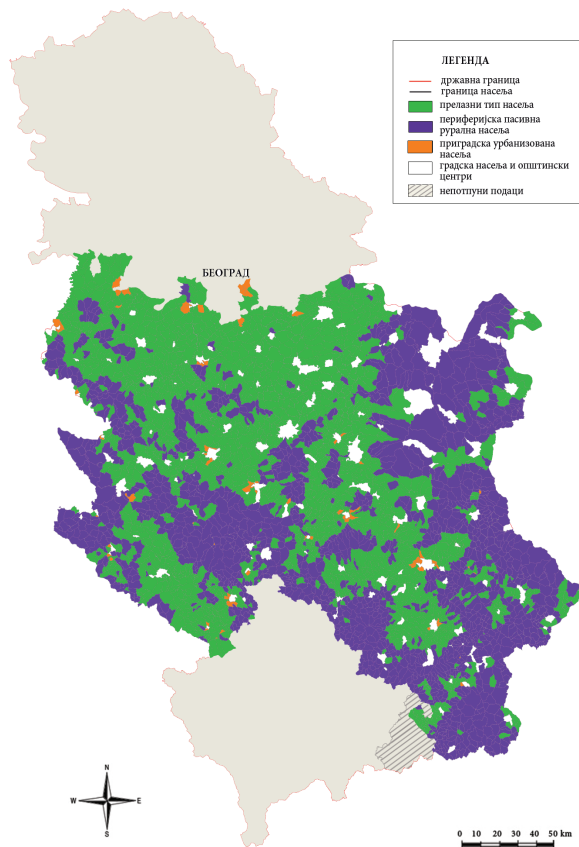 ЛЕГЕНДА
државна граница
граница насеља
прелазни тип насеља
периферијска пасивна
рурална насеља
приградска урбанизована
насеља
градска насеља и општински
центри
непотпуни подаци
БЕОГРАД
N
W E
S
0 10 20 30 40 50 km